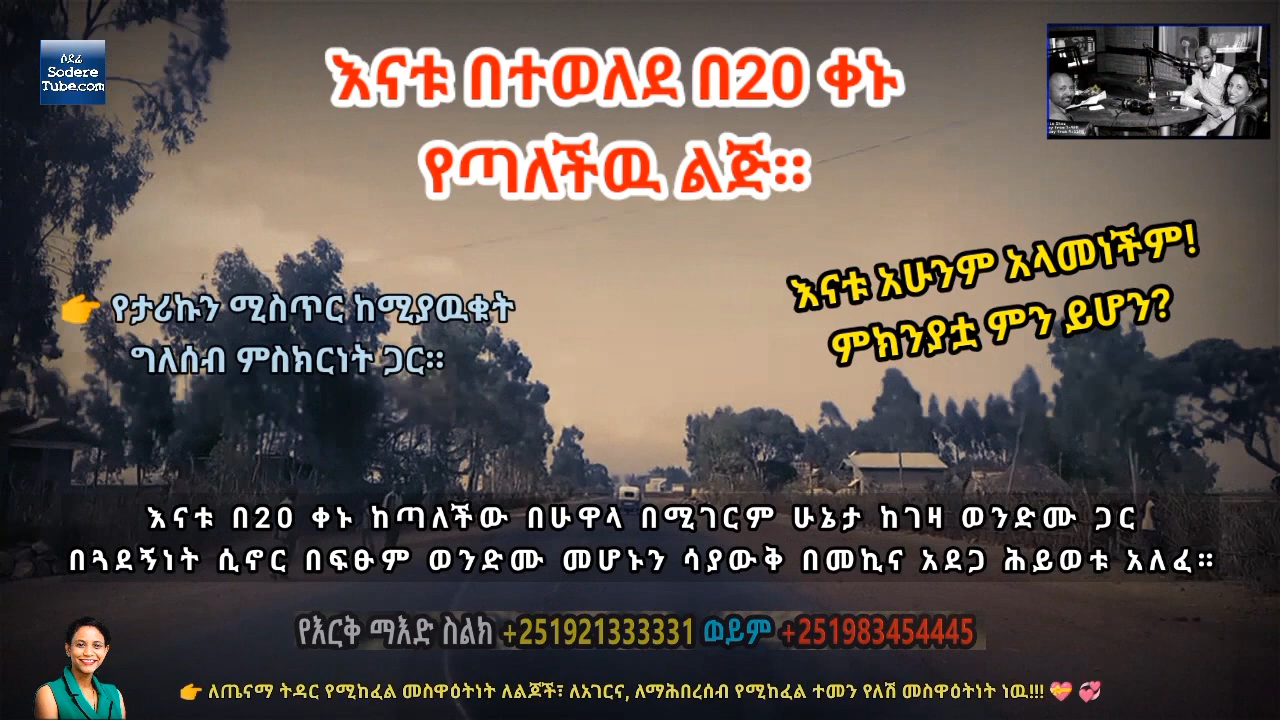 ሶደሬ
Sodere
Tube.com
እናቱ በተወለደ በ20 ቀኑ
የጣለችዉ ልጅ።
እናቱ አሁንም አላመነችም!
ምክንያቷ ምን ይሆን?
👉 የታሪኩን ሚስጥር ከሚያዉቁት
ግለሰብ ምስክርነት ጋር።
እናቱ በ20 ቀኑ ከጣለችው በሁዋላ በሚገርም ሁኔታ ከገዛ ወንድሙ ጋር
በጓደኝነት ሲኖር በፍፁም ወንድሙ መሆኑን ሳያውቅ በመኪና አደጋ ሕይወቱ አለፈ።
የእርቅ ማእድ ስልክ +251921333331 ወይም +251983454445
👉 ለጤናማ ትዳር የሚከፈል መስዋዕትነት ለልጆች፣ ለአገርና, ለማሕበረሰብ የሚከፈል ተመን የለሽ መስዋዕትነት ነዉ!!! 💝 💞